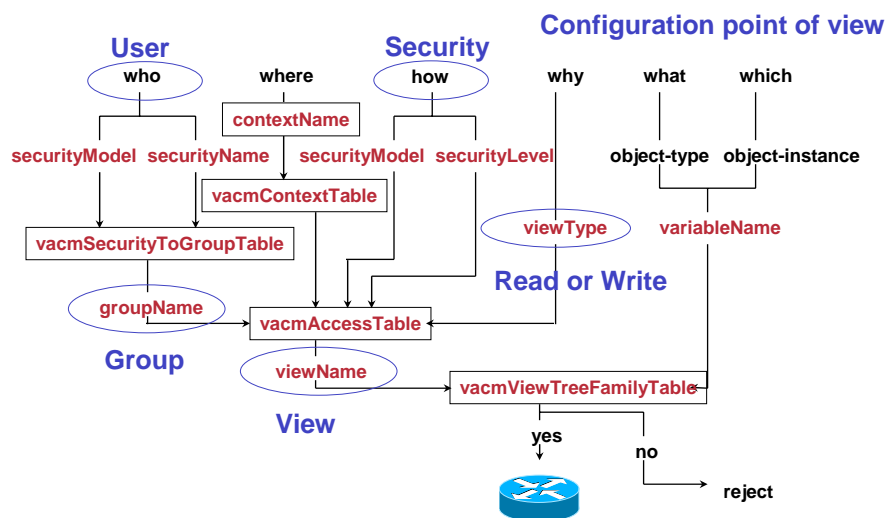 Configuration point of view
User
Security
who
where
how
why
what
which
contextName
securityModel
securityName
securityModel
securityLevel
object-type
object-instance
vacmContextTable
vacmSecurityToGroupTable
viewType
variableName
Read or Write
groupName
vacmAccessTable
Group
viewName
vacmViewTreeFamilyTable
View
yes
no
reject